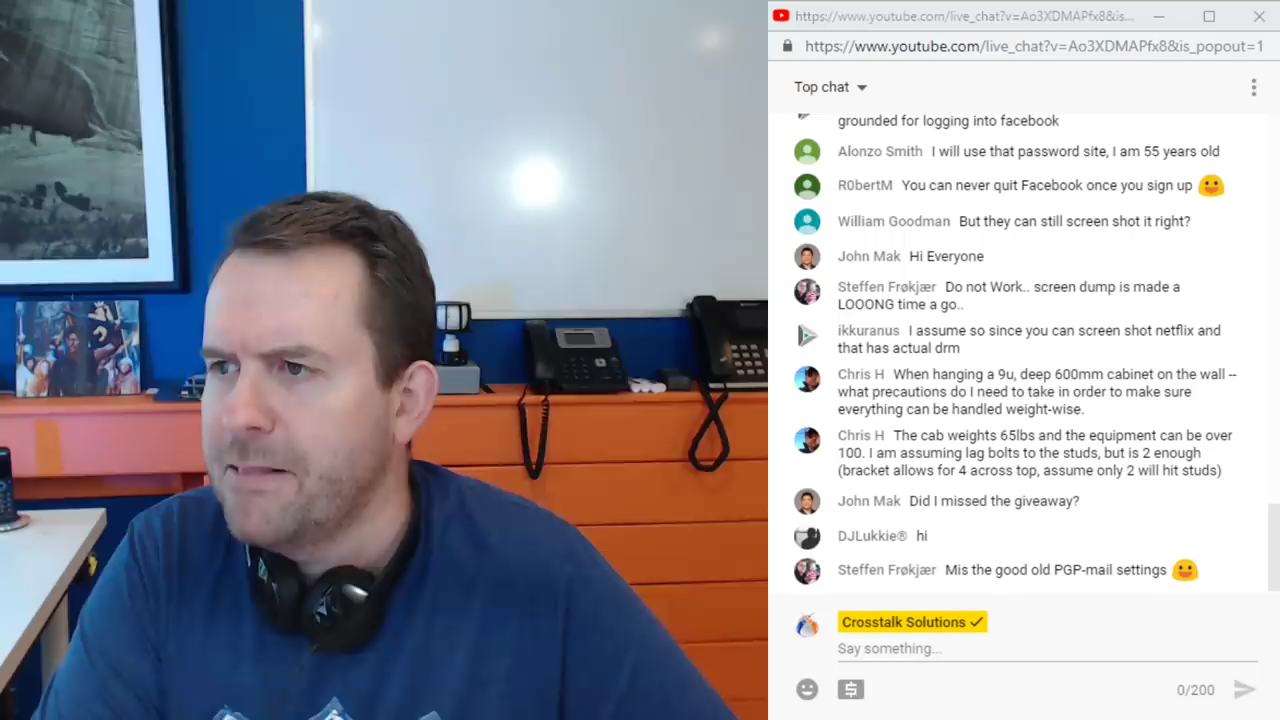 https://www.youtube.com/live_chat?v=Ao3XDMAPfx8&is...
https://www.youtube.com/live_chat?v=Ao3XDMAPfx8&is_popout=1
Top chat
grounded for logging into facebook
Alonzo Smith I will use that password site, I am 55 years old
R0bertM You can never quit Facebook once you sign up
William Goodman But they can still screen shot it right?
John Mak Hi Everyone
Steffen Frøkjær Do not Work.. screen dump is made a
LOOONG time a go..
ikkuranus I assume so since you can screen shot netflix and
that has actual drm
Chris H When hanging a 9u, deep 600mm cabinet on the wall --
what precautions do I need to take in order to make sure
everything can be handled weight-wise.
Chris H The cab weights 65lbs and the equipment can be over
100. I am assuming lag bolts to the studs, but is 2 enough
(bracket allows for 4 across top, assume only 2 will hit studs)
John Mak Did I missed the giveaway?
DJLukkie® hi
Steffen Frøkjær Mis the good old PGP-mail settings
Crosstalk Solutions
Say something...
0/200